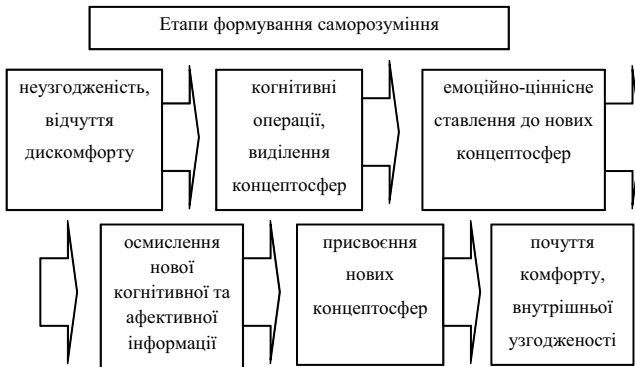 Етапи формування саморозуміння
неузгодженість,
відчуття
дискомфорту
когнітивні
операції,
виділення
концептосфер
емоційно-ціннісне
ставлення до нових
концептосфер
осмислення
нової
когнітивної та
афективної
інформації
присвоєння
нових
концептосфер
почуття
комфорту,
внутрішньої
узгодженості